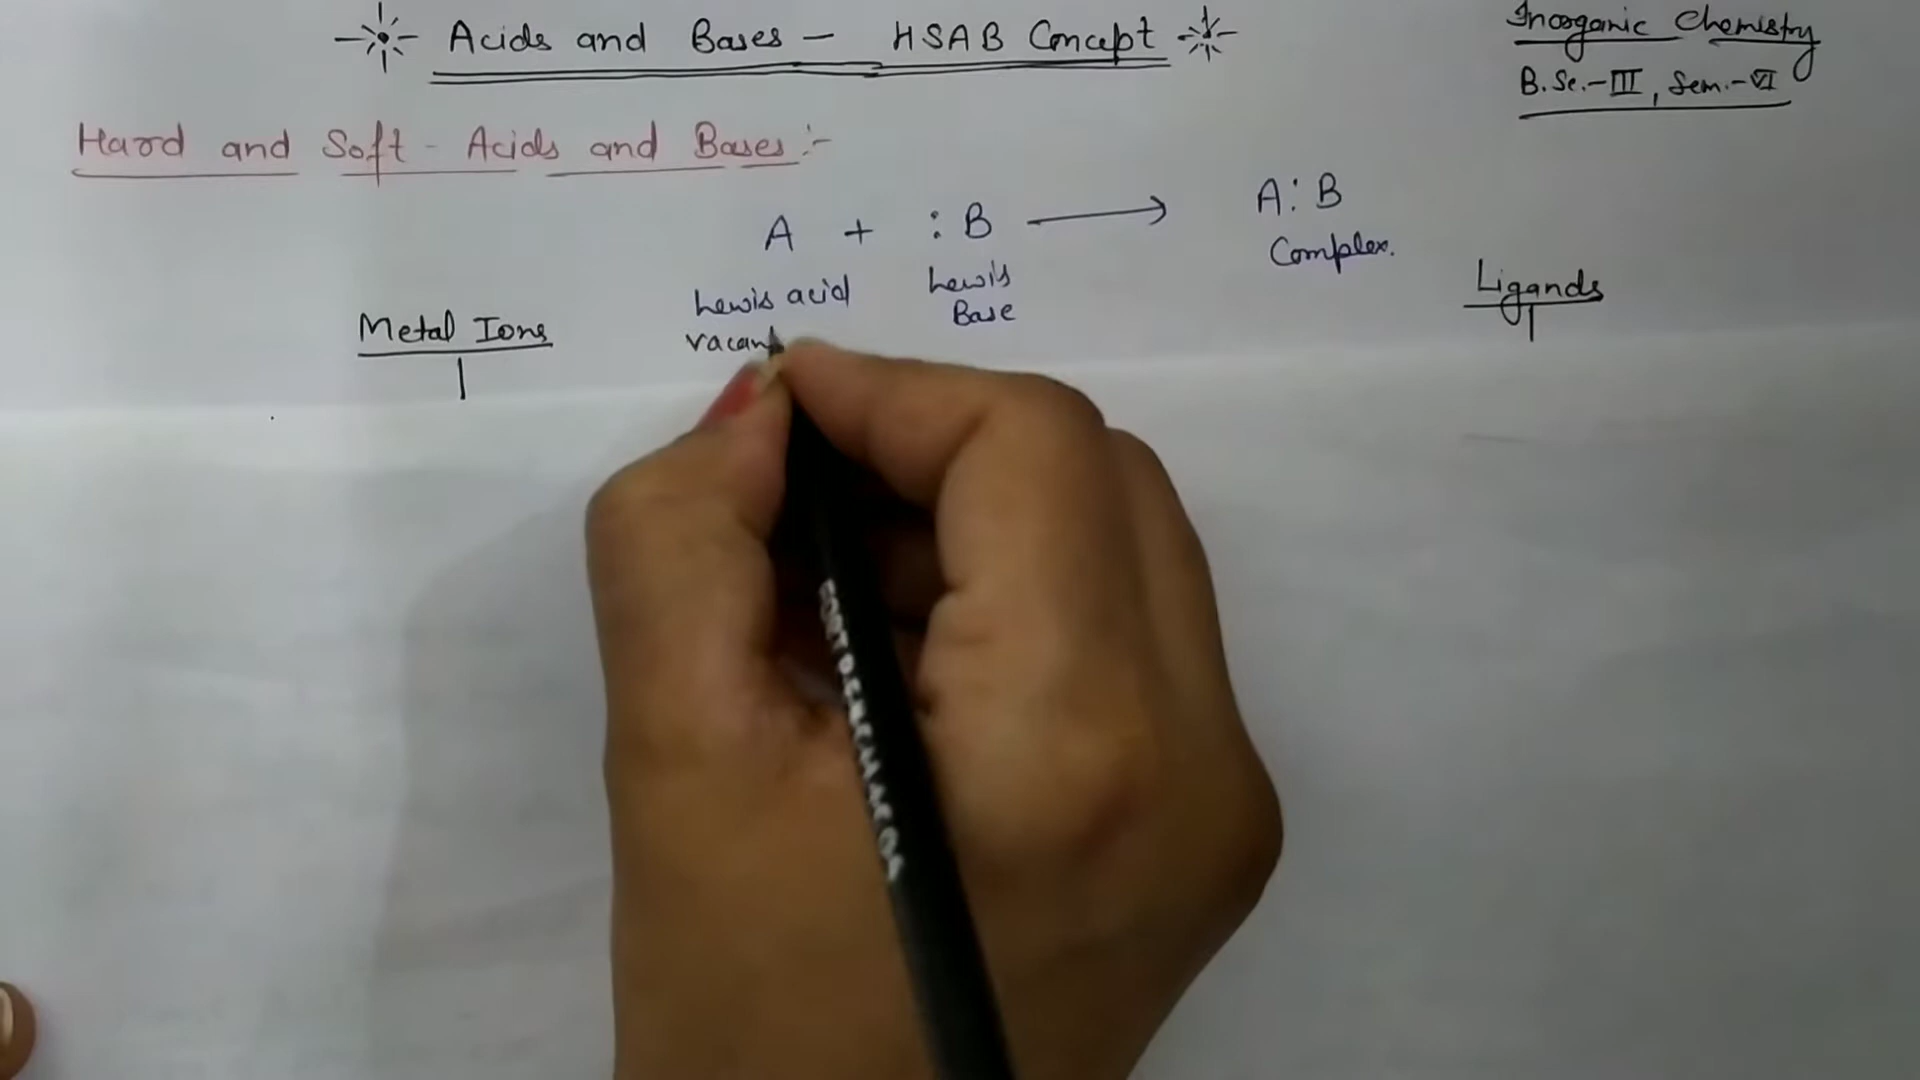 Acids and Bases - HSAB Concept
Inorganic Chemistry
B.Sc.-III, Sem.-VI
Hard and Soft - Acids and Bases :-
A + :B ⟶ A:B
Complex.
Lewis acid
Lewis
Base
Metal Ions
Ligands